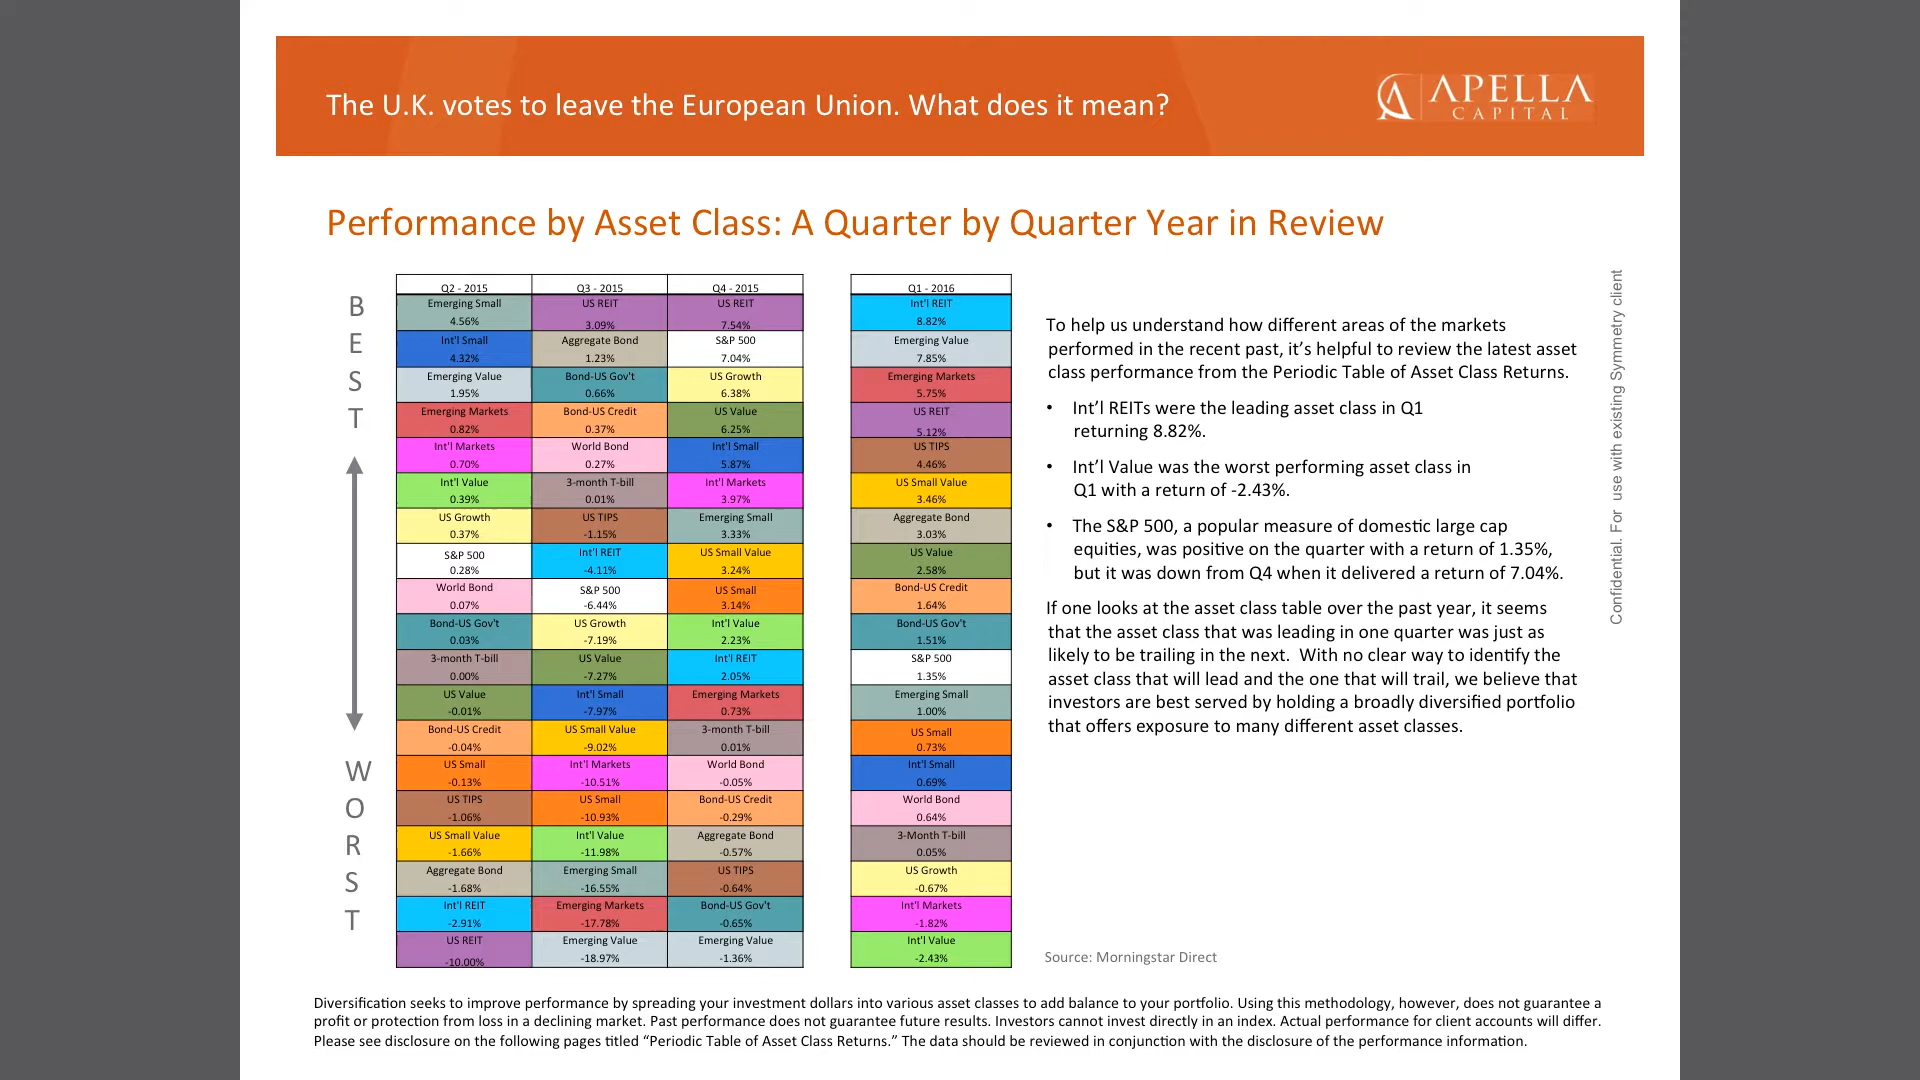 The U.K. votes to leave the European Union. What does it mean?
APELLA
CAPITAL
Performance by Asset Class: A Quarter by Quarter Year in Review
B
E
S
T
W
O
R
S
T
Q2 - 2015 Q3 - 2015 Q4 - 2015 Q1 - 2016
Emerging Small US REIT US REIT Int'l REIT
4.56% 3.09% 7.54% 8.82%
Int'l Small Aggregate Bond S&P 500 Emerging Value
4.32% 1.23% 7.04% 7.85%
Emerging Value Bond-US Gov't US Growth Emerging Markets
1.95% 0.66% 6.38% 5.75%
Emerging Markets Bond-US Credit US Value US REIT
0.82% 0.37% 6.25% 5.12%
Int'l Markets World Bond Int'l Small US TIPS
0.70% 0.27% 5.87% 4.46%
Int'l Value 3-month T-bill Int'l Markets US Small Value
0.39% 0.01% 3.97% 3.46%
US Growth US TIPS Emerging Small Aggregate Bond
0.37% -1.15% 3.33% 3.03%
S&P 500 Int'l REIT US Small Value US Value
0.28% -4.11% 3.24% 2.58%
World Bond S&P 500 US Small Bond-US Credit
0.07% -6.44% 3.14% 1.64%
Bond-US Gov't US Growth Int'l Value Bond-US Gov't
0.03% -7.19% 2.23% 1.51%
3-month T-bill US Value Int'l REIT S&P 500
0.00% -7.27% 2.05% 1.35%
US Value Int'l Small Emerging Markets Emerging Small
-0.01% -7.97% 0.73% 1.00%
Bond-US Credit US Small Value 3-month T-bill US Small
-0.04% -9.02% 0.01% 0.73%
US Small Int'l Markets World Bond Int'l Small
-0.13% -10.51% -0.05% 0.69%
US TIPS US Small Bond-US Credit World Bond
-1.06% -10.93% -0.29% 0.64%
US Small Value Int'l Value Aggregate Bond 3-Month T-bill
-1.66% -11.98% -0.57% 0.05%
Aggregate Bond Emerging Small US TIPS US Growth
-1.68% -16.55% -0.64% -0.67%
Int'l REIT Emerging Markets Bond-US Gov't Int'l Markets
-2.91% -17.78% -0.65% -1.82%
US REIT Emerging Value Emerging Value Int'l Value
-10.00% -18.97% -1.36% -2.43%
To help us understand how different areas of the markets
performed in the recent past, it's helpful to review the latest asset
class performance from the Periodic Table of Asset Class Returns.
• Int'l REITs were the leading asset class in Q1
returning 8.82%.
• Int'l Value was the worst performing asset class in
Q1 with a return of -2.43%.
• The S&P 500, a popular measure of domestic large cap
equities, was positive on the quarter with a return of 1.35%,
but it was down from Q4 when it delivered a return of 7.04%.
If one looks at the asset class table over the past year, it seems
that the asset class that was leading in one quarter was just as
likely to be trailing in the next.  With no clear way to identify the
asset class that will lead and the one that will trail, we believe that
investors are best served by holding a broadly diversified portfolio
that offers exposure to many different asset classes.
Source: Morningstar Direct
Confidential. For use with existing Symmetry client
Diversification seeks to improve performance by spreading your investment dollars into various asset classes to add balance to your portfolio. Using this methodology, however, does not guarantee a
profit or protection from loss in a declining market. Past performance does not guarantee future results. Investors cannot invest directly in an index. Actual performance for client accounts will differ.
Please see disclosure on the following pages titled “Periodic Table of Asset Class Returns.” The data should be reviewed in conjunction with the disclosure of the performance information.